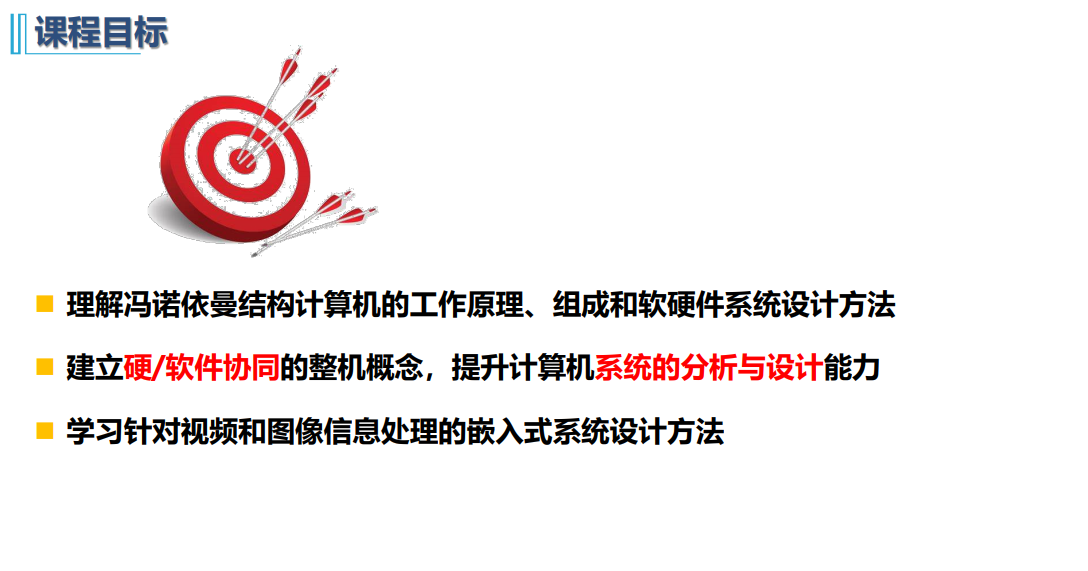 课程目标
理解冯诺依曼结构计算机的工作原理、组成和软硬件系统设计方法
建立硬/软件协同的整机概念，提升计算机系统的分析与设计能力
学习针对视频和图像信息处理的嵌入式系统设计方法